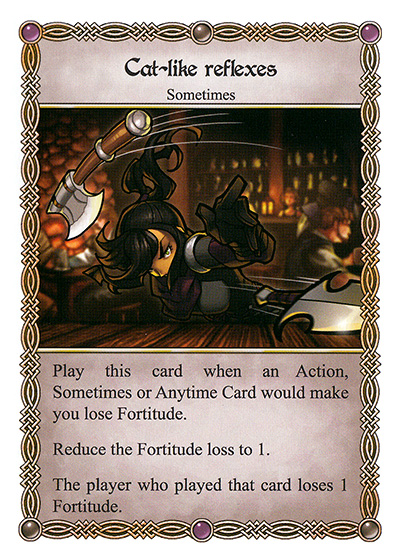 Cat-like reflexes
Sometimes
Play this card when an Action,
Sometimes or Anytime Card would make
you lose Fortitude.
Reduce the Fortitude loss to 1.
The player who played that card loses 1
Fortitude.